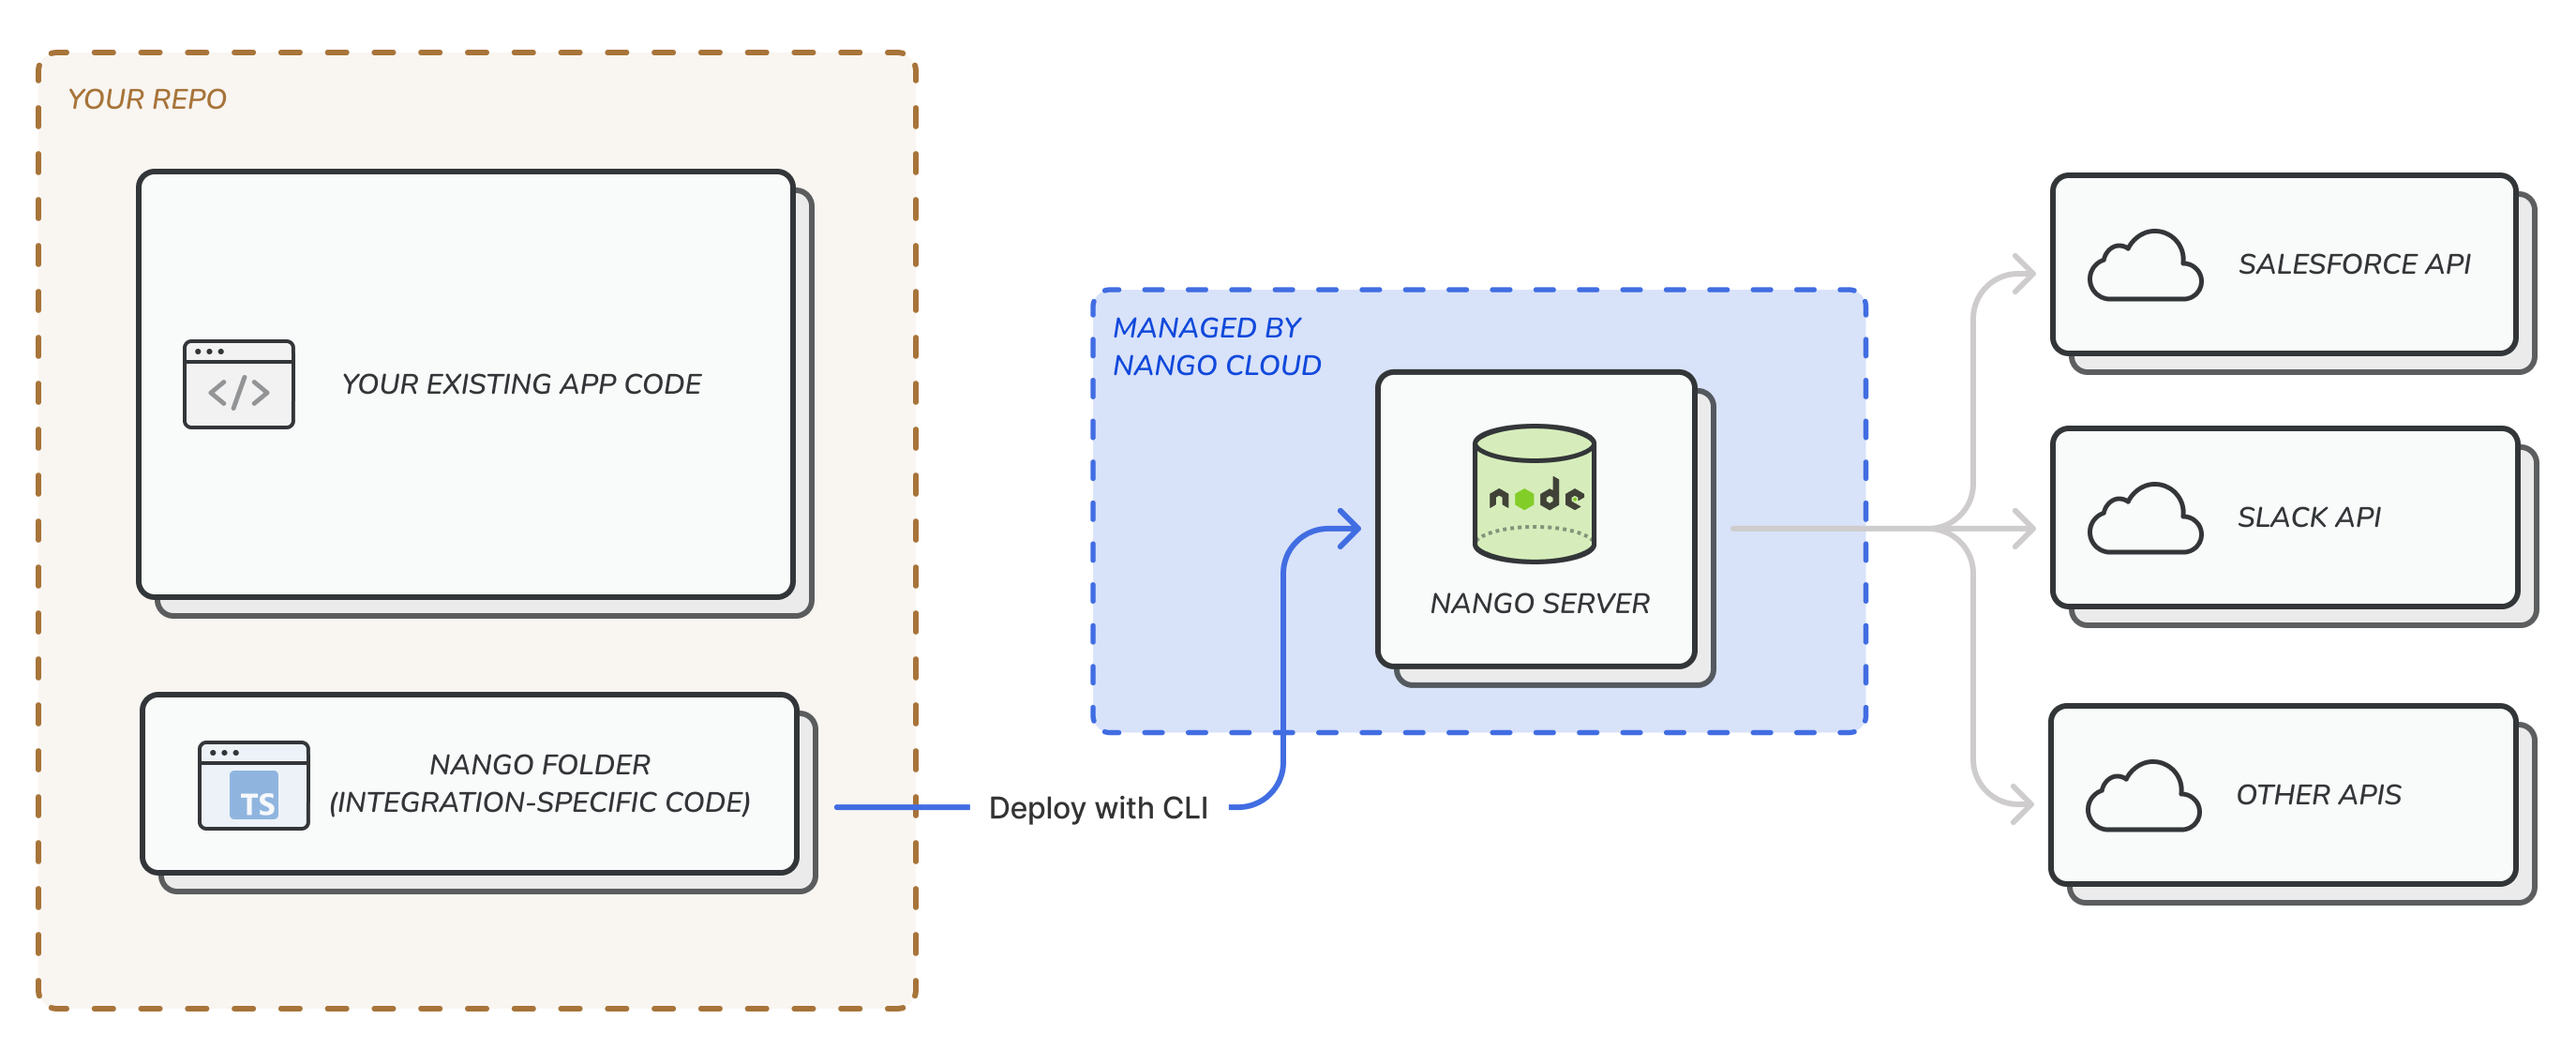 YOUR REPO
</>
YOUR EXISTING APP CODE
TS
NANGO FOLDER
(INTEGRATION-SPECIFIC CODE)
Deploy with CLI
MANAGED BY
NANGO CLOUD
node
NANGO SERVER
SALESFORCE API
SLACK API
OTHER APIS